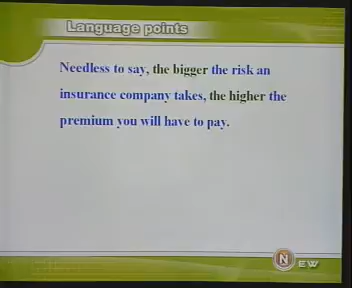 Language points
Needless to say, the bigger the risk an
insurance company takes, the higher the
premium you will have to pay.
N EW